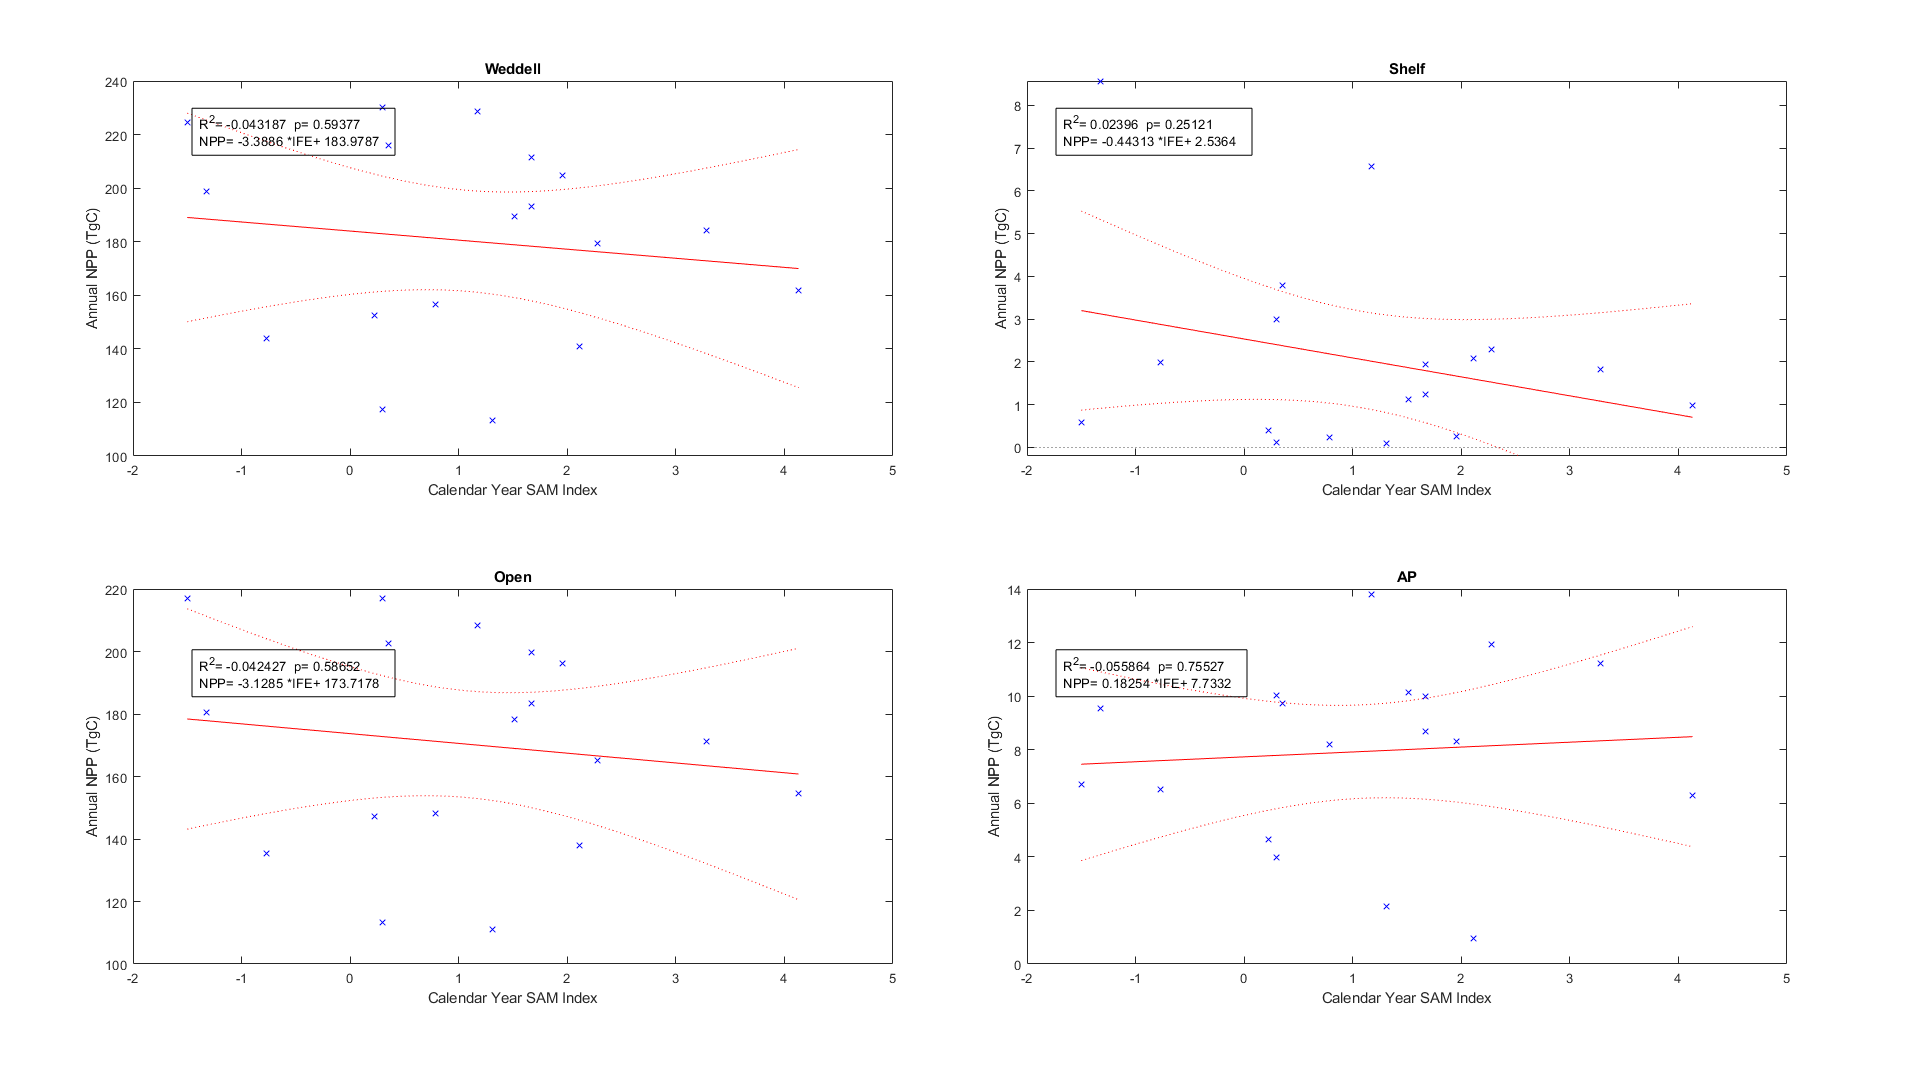 Weddell
240
220
200
180
160
140
120
100
Annual NPP (TgC)
R2= -0.043187 p= 0.59377
NPP= -3.3886 *IFE+ 183.9787
-2 -1 0 1 2 3 4 5
Calendar Year SAM Index
Shelf
8
7
6
5
4
3
2
1
0
Annual NPP (TgC)
R2= 0.02396 p= 0.25121
NPP= -0.44313 *IFE+ 2.5364
-2 -1 0 1 2 3 4 5
Calendar Year SAM Index
Open
220
200
180
160
140
120
100
Annual NPP (TgC)
R2= -0.042427 p= 0.58652
NPP= -3.1285 *IFE+ 173.7178
-2 -1 0 1 2 3 4 5
Calendar Year SAM Index
AP
14
12
10
8
6
4
2
0
Annual NPP (TgC)
R2= -0.055864 p= 0.75527
NPP= 0.18254 *IFE+ 7.7332
-2 -1 0 1 2 3 4 5
Calendar Year SAM Index